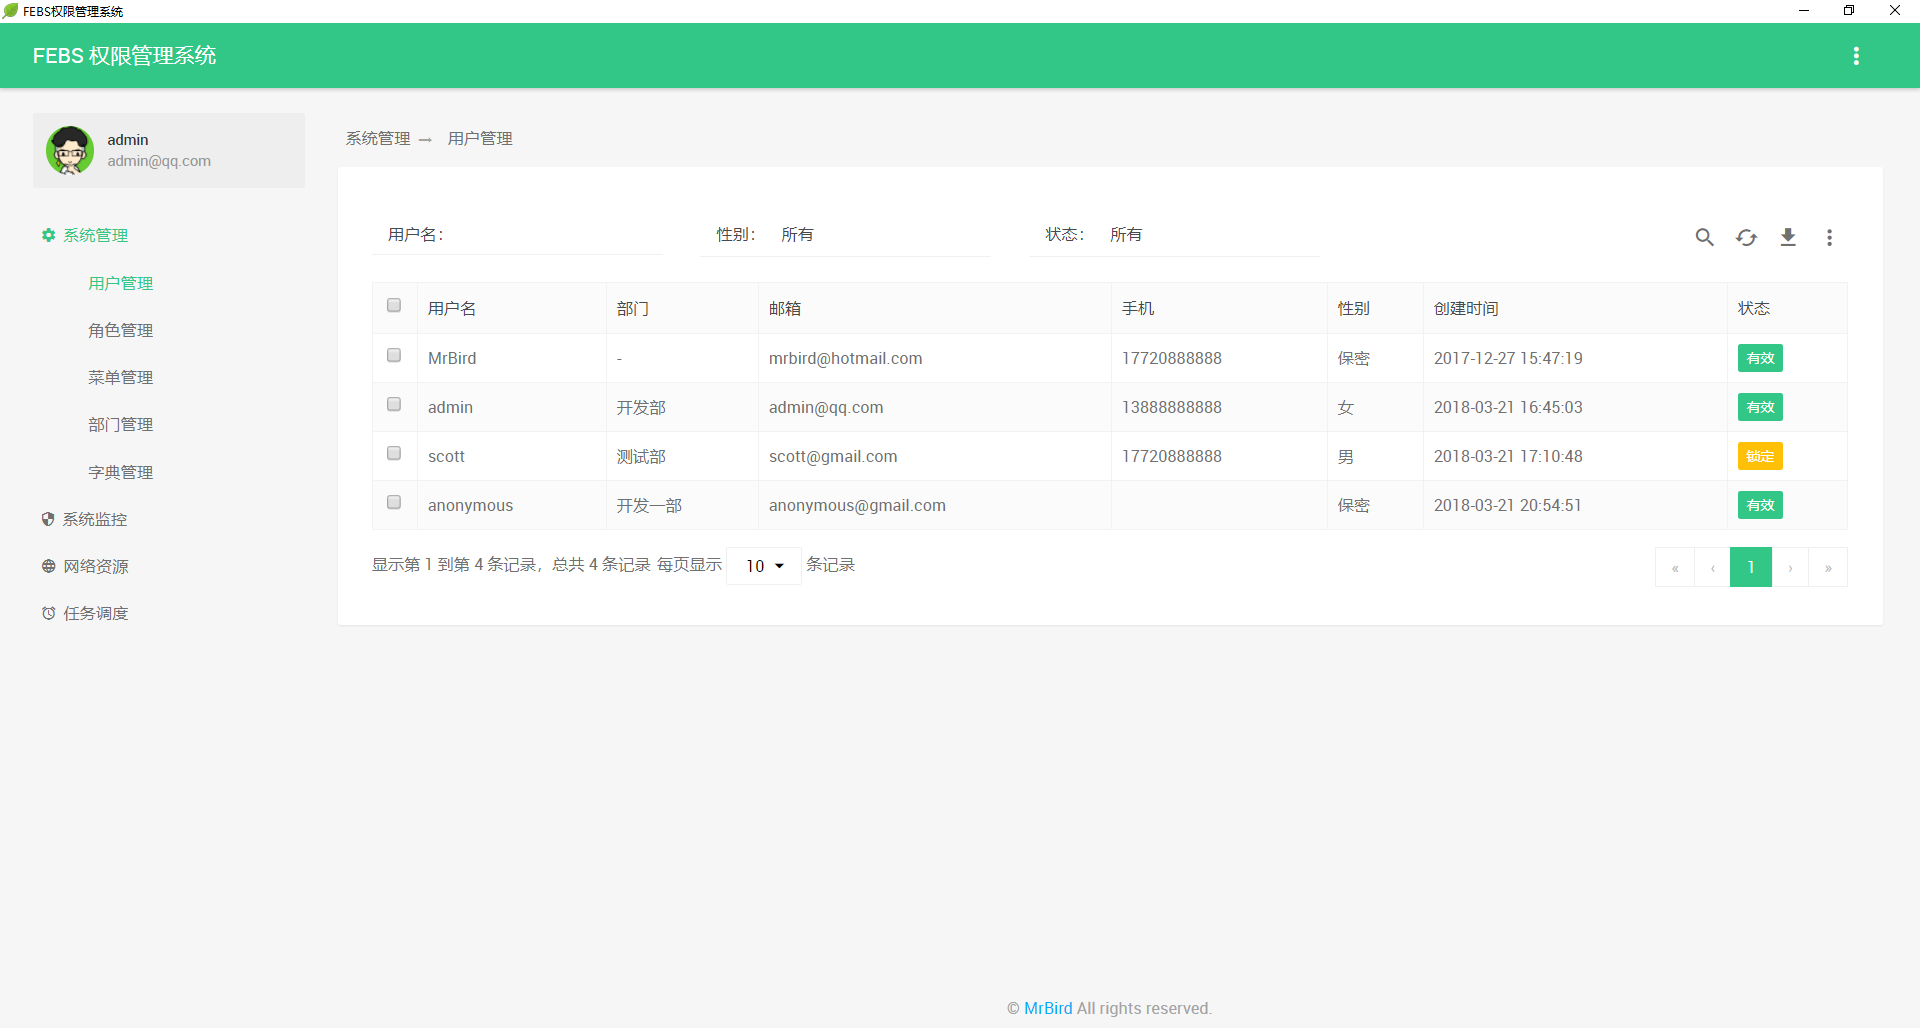 FEBS权限管理系统
FEBS 权限管理系统
admin
admin@qq.com
系统管理
用户管理
角色管理
菜单管理
部门管理
字典管理
系统监控
网络资源
任务调度
系统管理 → 用户管理
用户名： 性别： 所有 状态： 所有
用户名 部门 邮箱 手机 性别 创建时间 状态
MrBird - mrbird@hotmail.com 17720888888 保密 2017-12-27 15:47:19 有效
admin 开发部 admin@qq.com 13888888888 女 2018-03-21 16:45:03 有效
scott 测试部 scott@gmail.com 17720888888 男 2018-03-21 17:10:48 锁定
anonymous 开发一部 anonymous@gmail.com 保密 2018-03-21 20:54:51 有效
显示第 1 到第 4 条记录，总共 4 条记录 每页显示 10 条记录 « ‹ 1 › »
© MrBird All rights reserved.